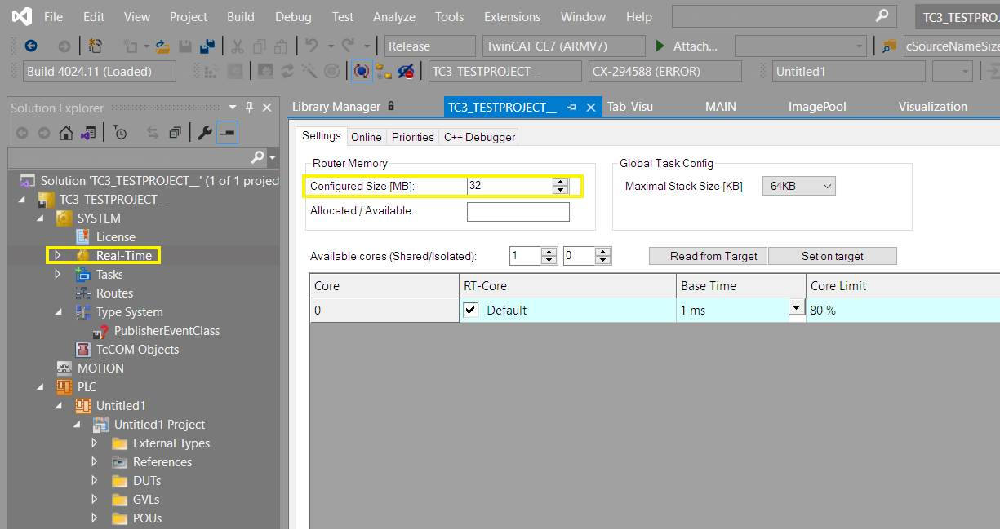 File Edit View Project Build Debug Test Analyze Tools Extensions Window Help TC3_TESTPRO
Release TwinCAT CE7 (ARMV7) Attach... cSourceNameSize
Build 4024.11 (Loaded) TC3_TESTPROJECT__ CX-294588 (ERROR) Untitled1
Solution Explorer
Library Manager TC3_TESTPROJECT__ Tab_Visu MAIN ImagePool Visualization
Settings Online Priorities C++ Debugger
Router Memory
Configured Size [MB]: 32
Allocated / Available:
Global Task Config
Maximal Stack Size [KB] 64KB
Available cores (Shared/Isolated): 1 0 Read from Target Set on target
Core RT-Core Base Time Core Limit
0 Default 1 ms 80 %
Solution 'TC3_TESTPROJECT__' (1 of 1 project
TC3_TESTPROJECT__
SYSTEM
License
Real-Time
Tasks
Routes
Type System
PublisherEventClass
TcCOM Objects
MOTION
PLC
Untitled1
Untitled1 Project
External Types
References
DUTs
GVLs
POUs